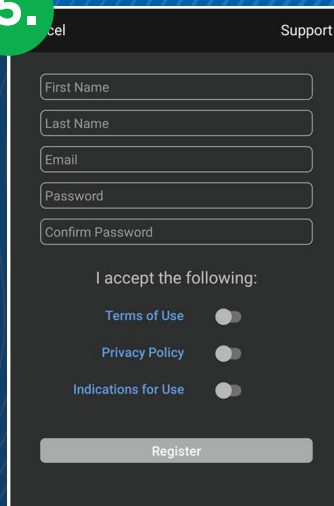 5.
cel Support
First Name
Last Name
Email
Password
Confirm Password
I accept the following:
Terms of Use
Privacy Policy
Indications for Use
Register